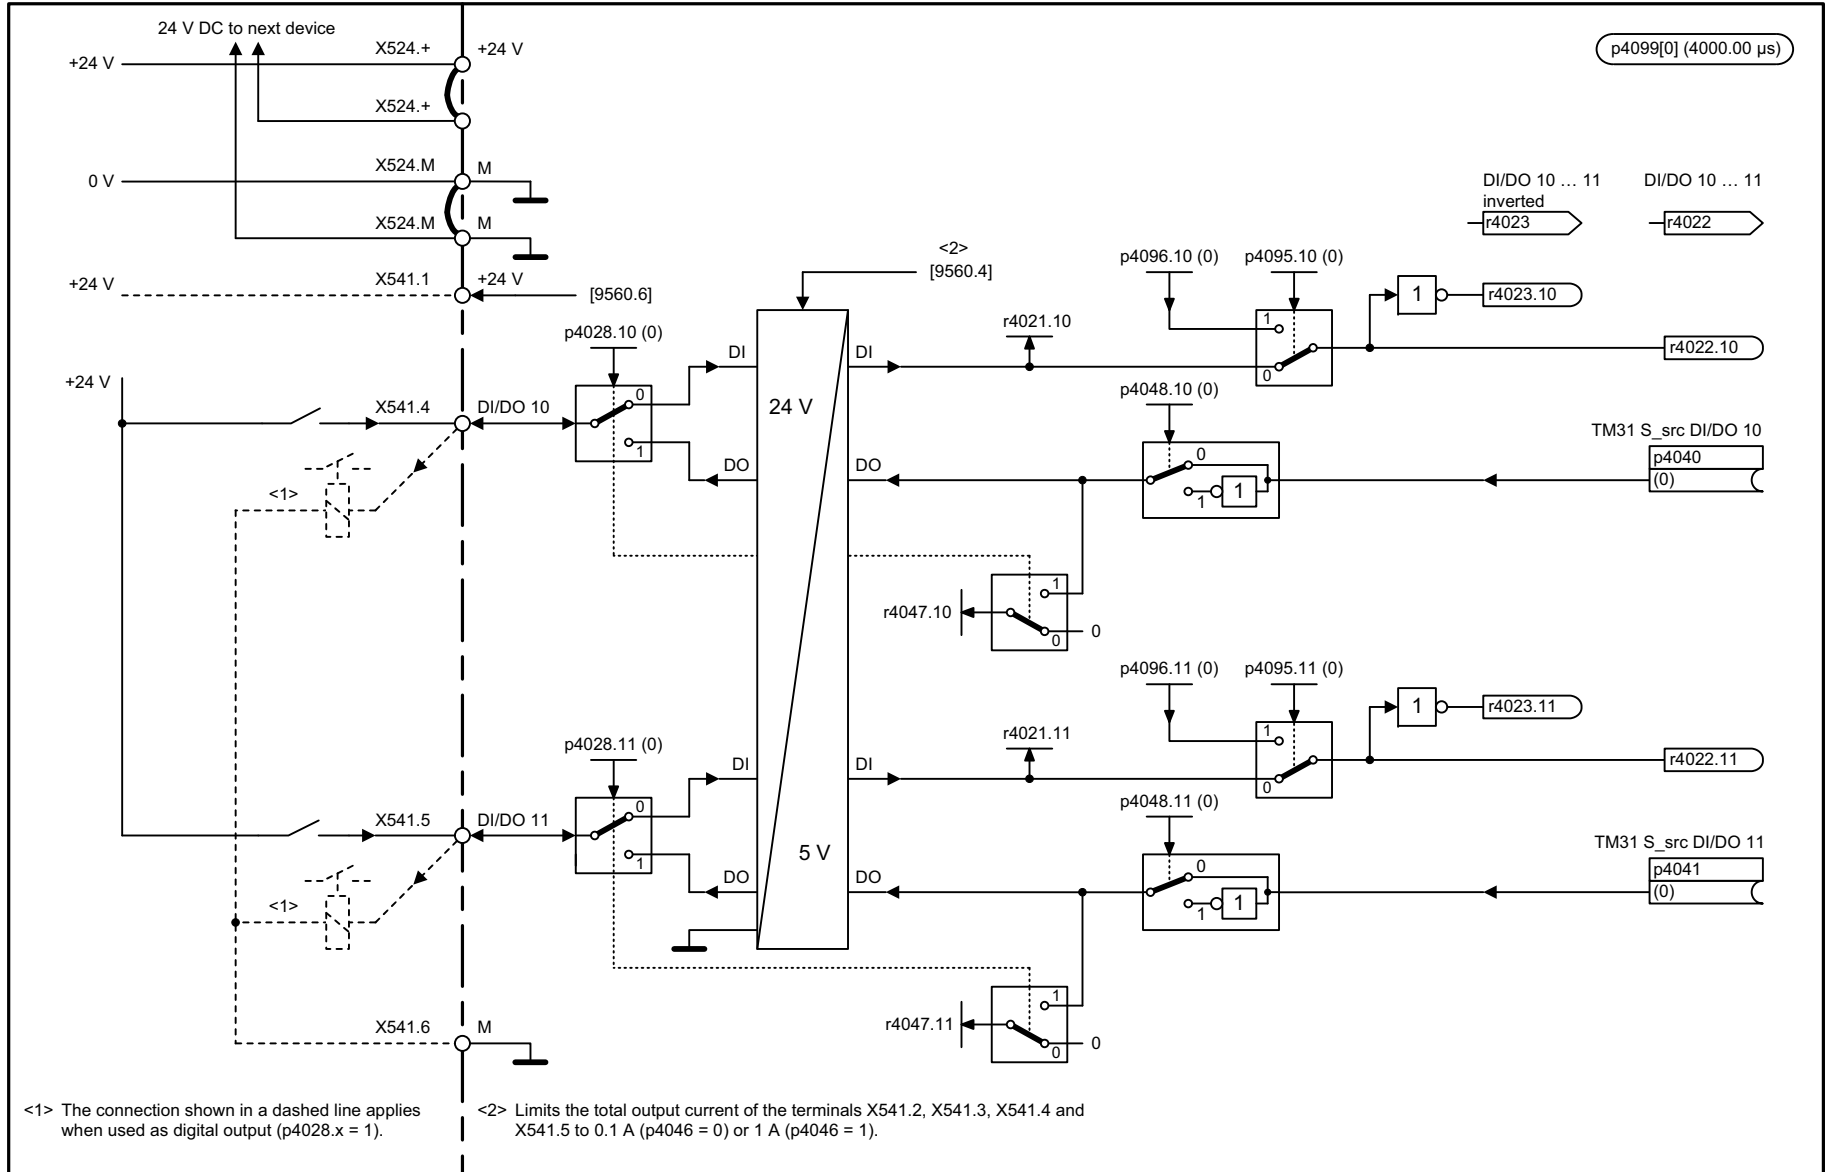 24 V DC to next device
X524.+
+24 V
+24 V
p4099[0] (4000.00 µs)
X524.+
X524.M
M
0 V
X524.M
M
DI/DO 10 … 11
inverted
r4023
DI/DO 10 … 11
r4022
<2>
[9560.4]
+24 V
X541.1
+24 V
[9560.6]
p4096.10 (0)
p4095.10 (0)
1
0
1
r4023.10
r4022.10
p4028.10 (0)
0
1
DI
DI
r4021.10
24 V
5 V
+24 V
X541.4
DI/DO 10
DO
DO
p4048.10 (0)
0
1
1
TM31 S_src DI/DO 10
p4040
(0)
<1>
r4047.10
1
0
0
p4096.11 (0)
p4095.11 (0)
1
0
1
r4023.11
r4022.11
p4028.11 (0)
0
1
DI
DI
r4021.11
X541.5
DI/DO 11
DO
DO
p4048.11 (0)
0
1
1
TM31 S_src DI/DO 11
p4041
(0)
<1>
r4047.11
1
0
0
X541.6
M
<1> The connection shown in a dashed line applies
when used as digital output (p4028.x = 1).
<2> Limits the total output current of the terminals X541.2, X541.3, X541.4 and
X541.5 to 0.1 A (p4046 = 0) or 1 A (p4046 = 1).